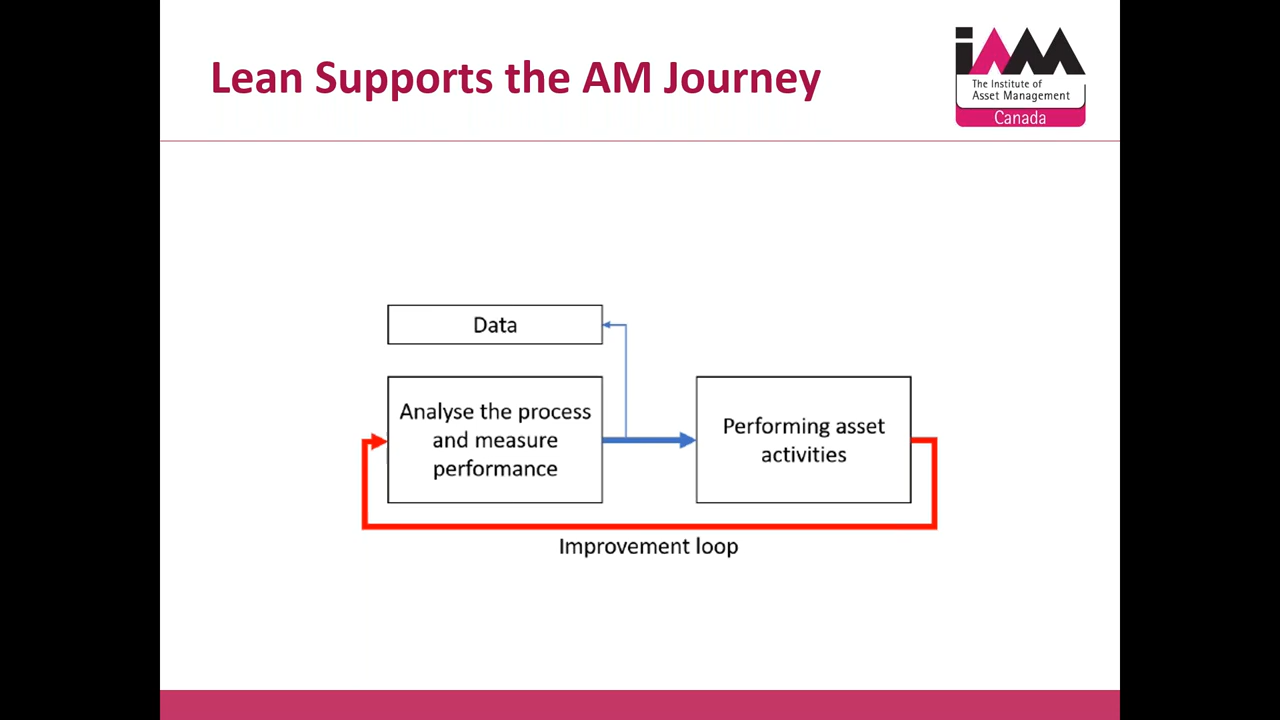 Lean Supports the AM Journey
iAM
The Institute of
Asset Management
Canada
Data
Analyse the process
and measure
performance
Performing asset
activities
Improvement loop